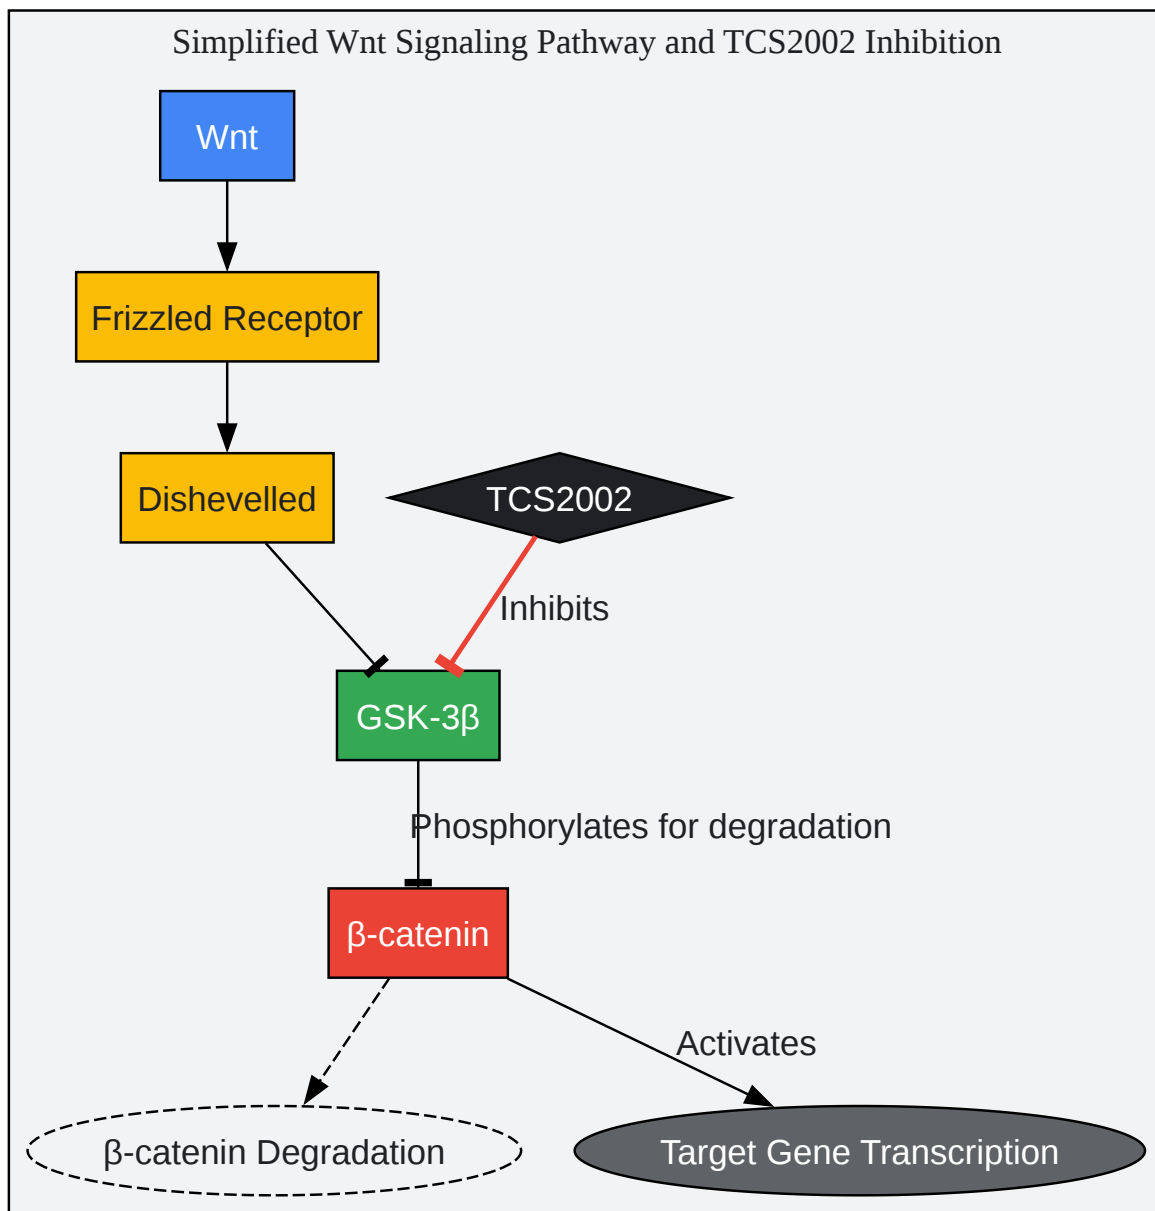 Simplified Wnt Signaling Pathway and TCS2002 Inhibition
Wnt
Frizzled Receptor
Dishevelled
TCS2002
Inhibits
GSK-3β
Phosphorylates for degradation
β-catenin
Activates
β-catenin Degradation
Target Gene Transcription